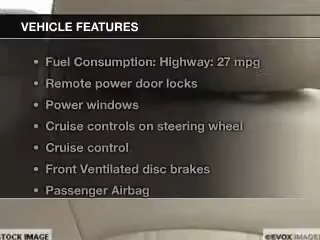 VEHICLE FEATURES
• Fuel Consumption: Highway: 27 mpg
• Remote power door locks
• Power windows
• Cruise controls on steering wheel
• Cruise control
• Front Ventilated disc brakes
• Passenger Airbag
STOCK IMAGE ©EVOX IMAGE